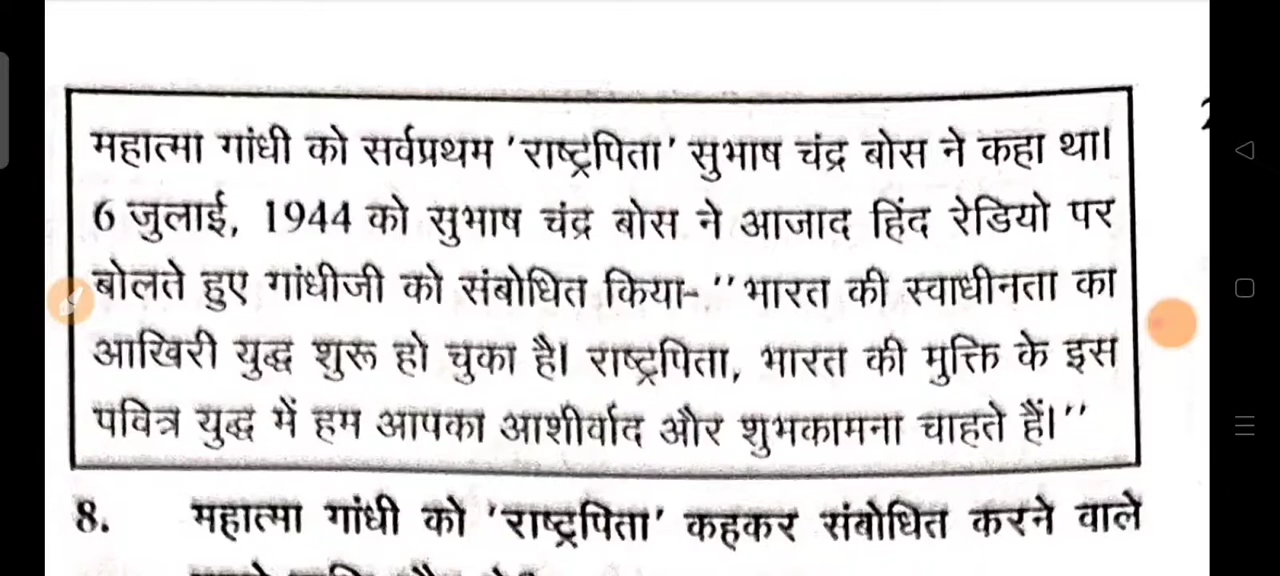 महात्मा गांधी को सर्वप्रथम 'राष्ट्रपिता' सुभाष चंद्र बोस ने कहा था।
6 जुलाई, 1944 को सुभाष चंद्र बोस ने आजाद हिंद रेडियो पर
बोलते हुए गांधीजी को संबोधित किया- ''भारत की स्वाधीनता का
आखिरी युद्ध शुरू हो चुका है। राष्ट्रपिता, भारत की मुक्ति के इस
पवित्र युद्ध में हम आपका आशीर्वाद और शुभकामना चाहते हैं।''
8. महात्मा गांधी को 'राष्ट्रपिता' कहकर संबोधित करने वाले